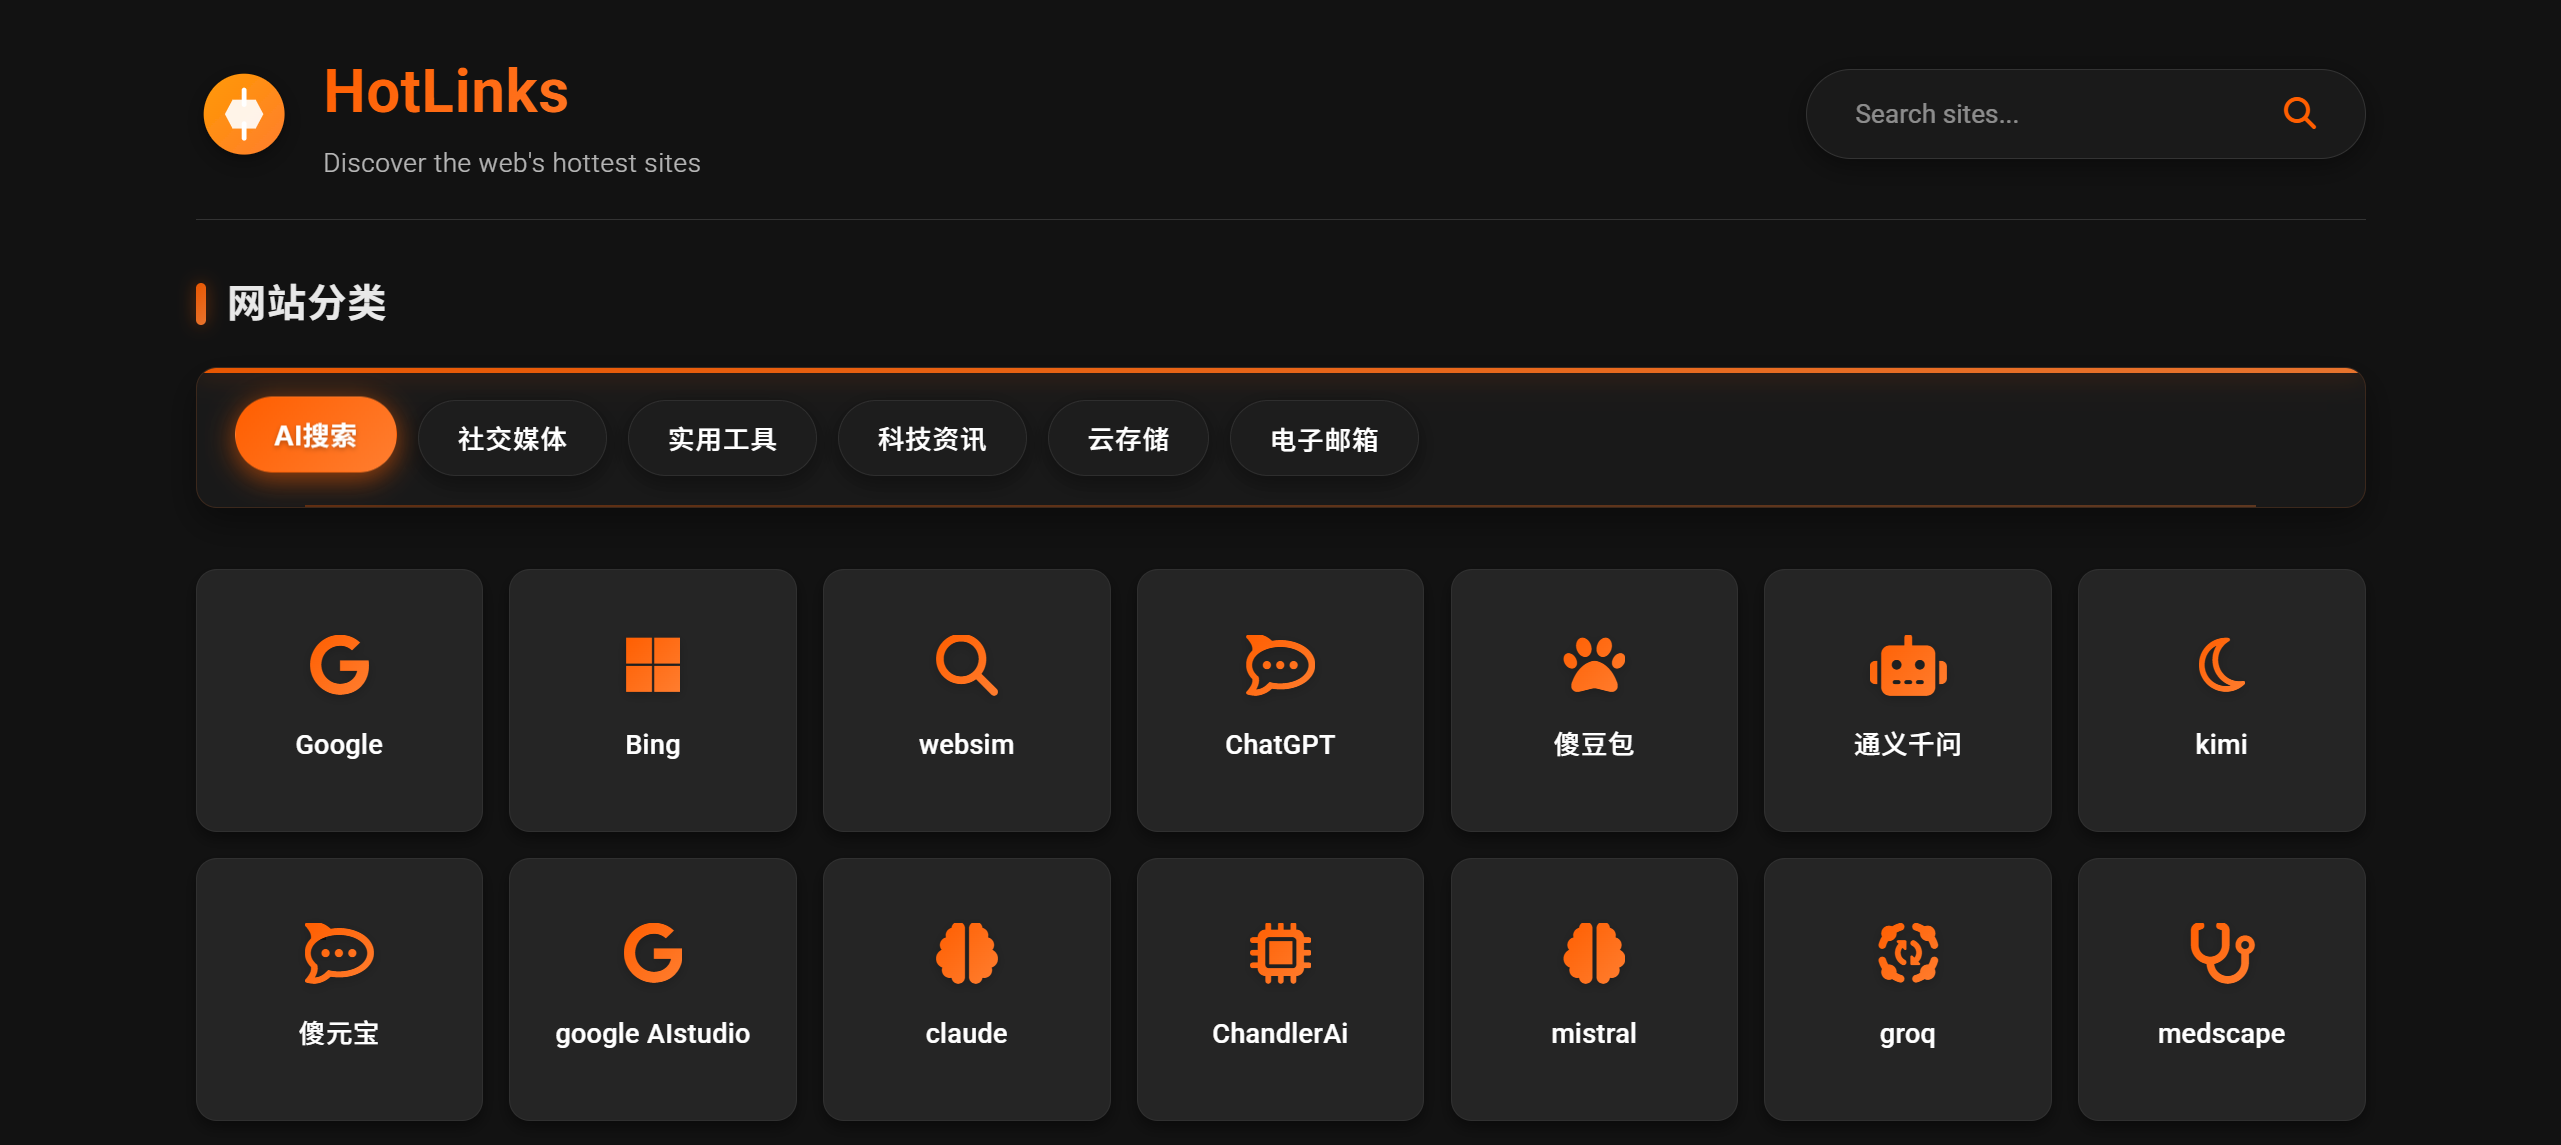 HotLinks
Discover the web's hottest sites
Search sites...
网站分类
AI搜索 社交媒体 实用工具 科技资讯 云存储 电子邮箱
Google Bing websim ChatGPT 傻豆包 通义千问 kimi
傻元宝 google AIstudio claude ChandlerAi mistral groq medscape